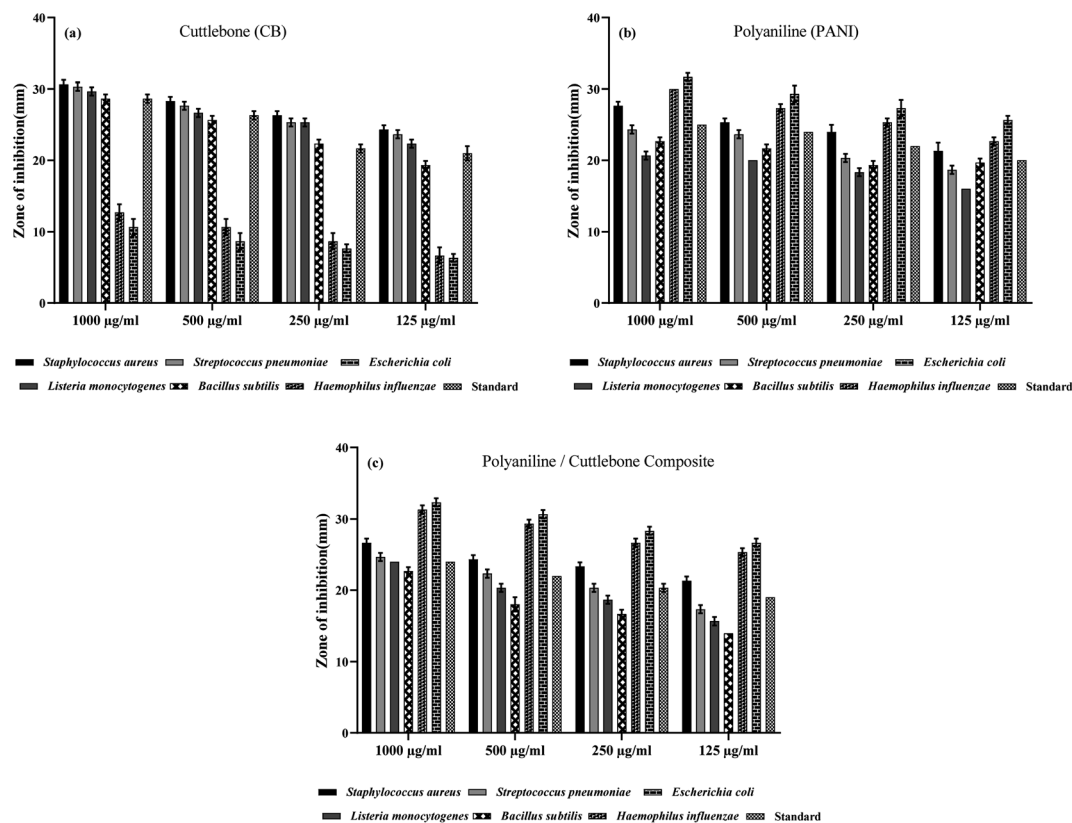 (a) Cuttlebone (CB)
Zone of inhibition(mm)
40
30
20
10
0
1000 μg/ml 500 μg/ml 250 μg/ml 125 μg/ml
Staphylococcus aureus Streptococcus pneumoniae Escherichia coli
Listeria monocytogenes Bacillus subtilis Haemophilus influenzae Standard
(b) Polyaniline (PANI)
Zone of inhibition(mm)
40
30
20
10
0
1000 μg/ml 500 μg/ml 250 μg/ml 125 μg/ml
Staphylococcus aureus Streptococcus pneumoniae Escherichia coli
Listeria monocytogenes Bacillus subtilis Haemophilus influenzae Standard
(c) Polyaniline / Cuttlebone Composite
Zone of inhibition(mm)
40
30
20
10
0
1000 μg/ml 500 μg/ml 250 μg/ml 125 μg/ml
Staphylococcus aureus Streptococcus pneumoniae Escherichia coli
Listeria monocytogenes Bacillus subtilis Haemophilus influenzae Standard